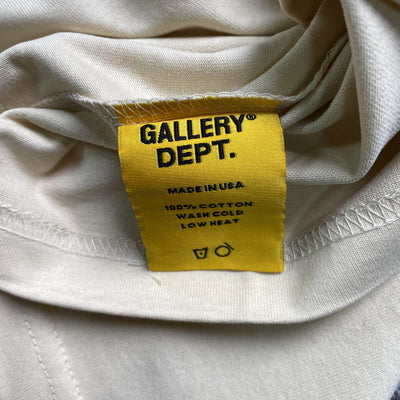 GALLERY®
DEPT.
MADE IN USA
100% COTTON
WASH COLD
LOW HEAT